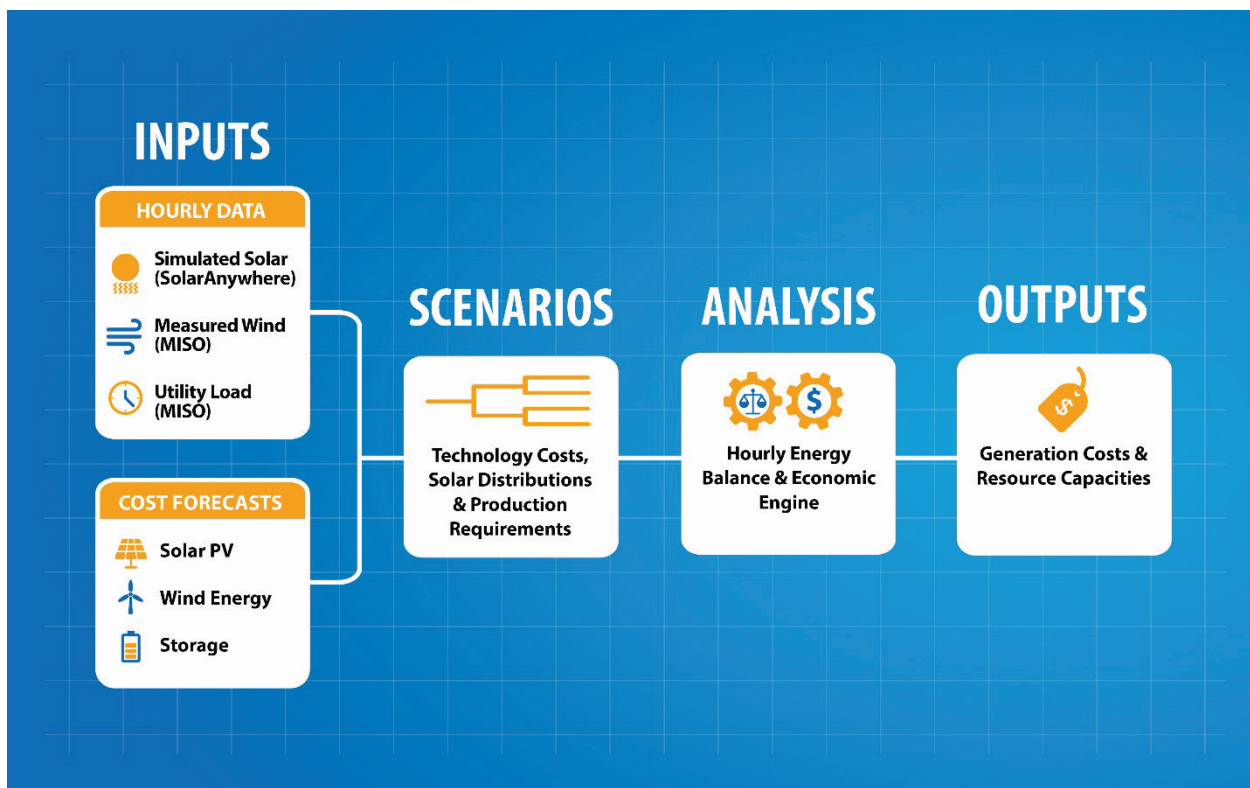 INPUTS
HOURLY DATA
Simulated Solar
(SolarAnywhere)
Measured Wind
(MISO)
Utility Load
(MISO)
COST FORECASTS
Solar PV
Wind Energy
Storage
SCENARIOS
Technology Costs,
Solar Distributions
& Production
Requirements
ANALYSIS
$
Hourly Energy
Balance & Economic
Engine
OUTPUTS
$
Generation Costs &
Resource Capacities